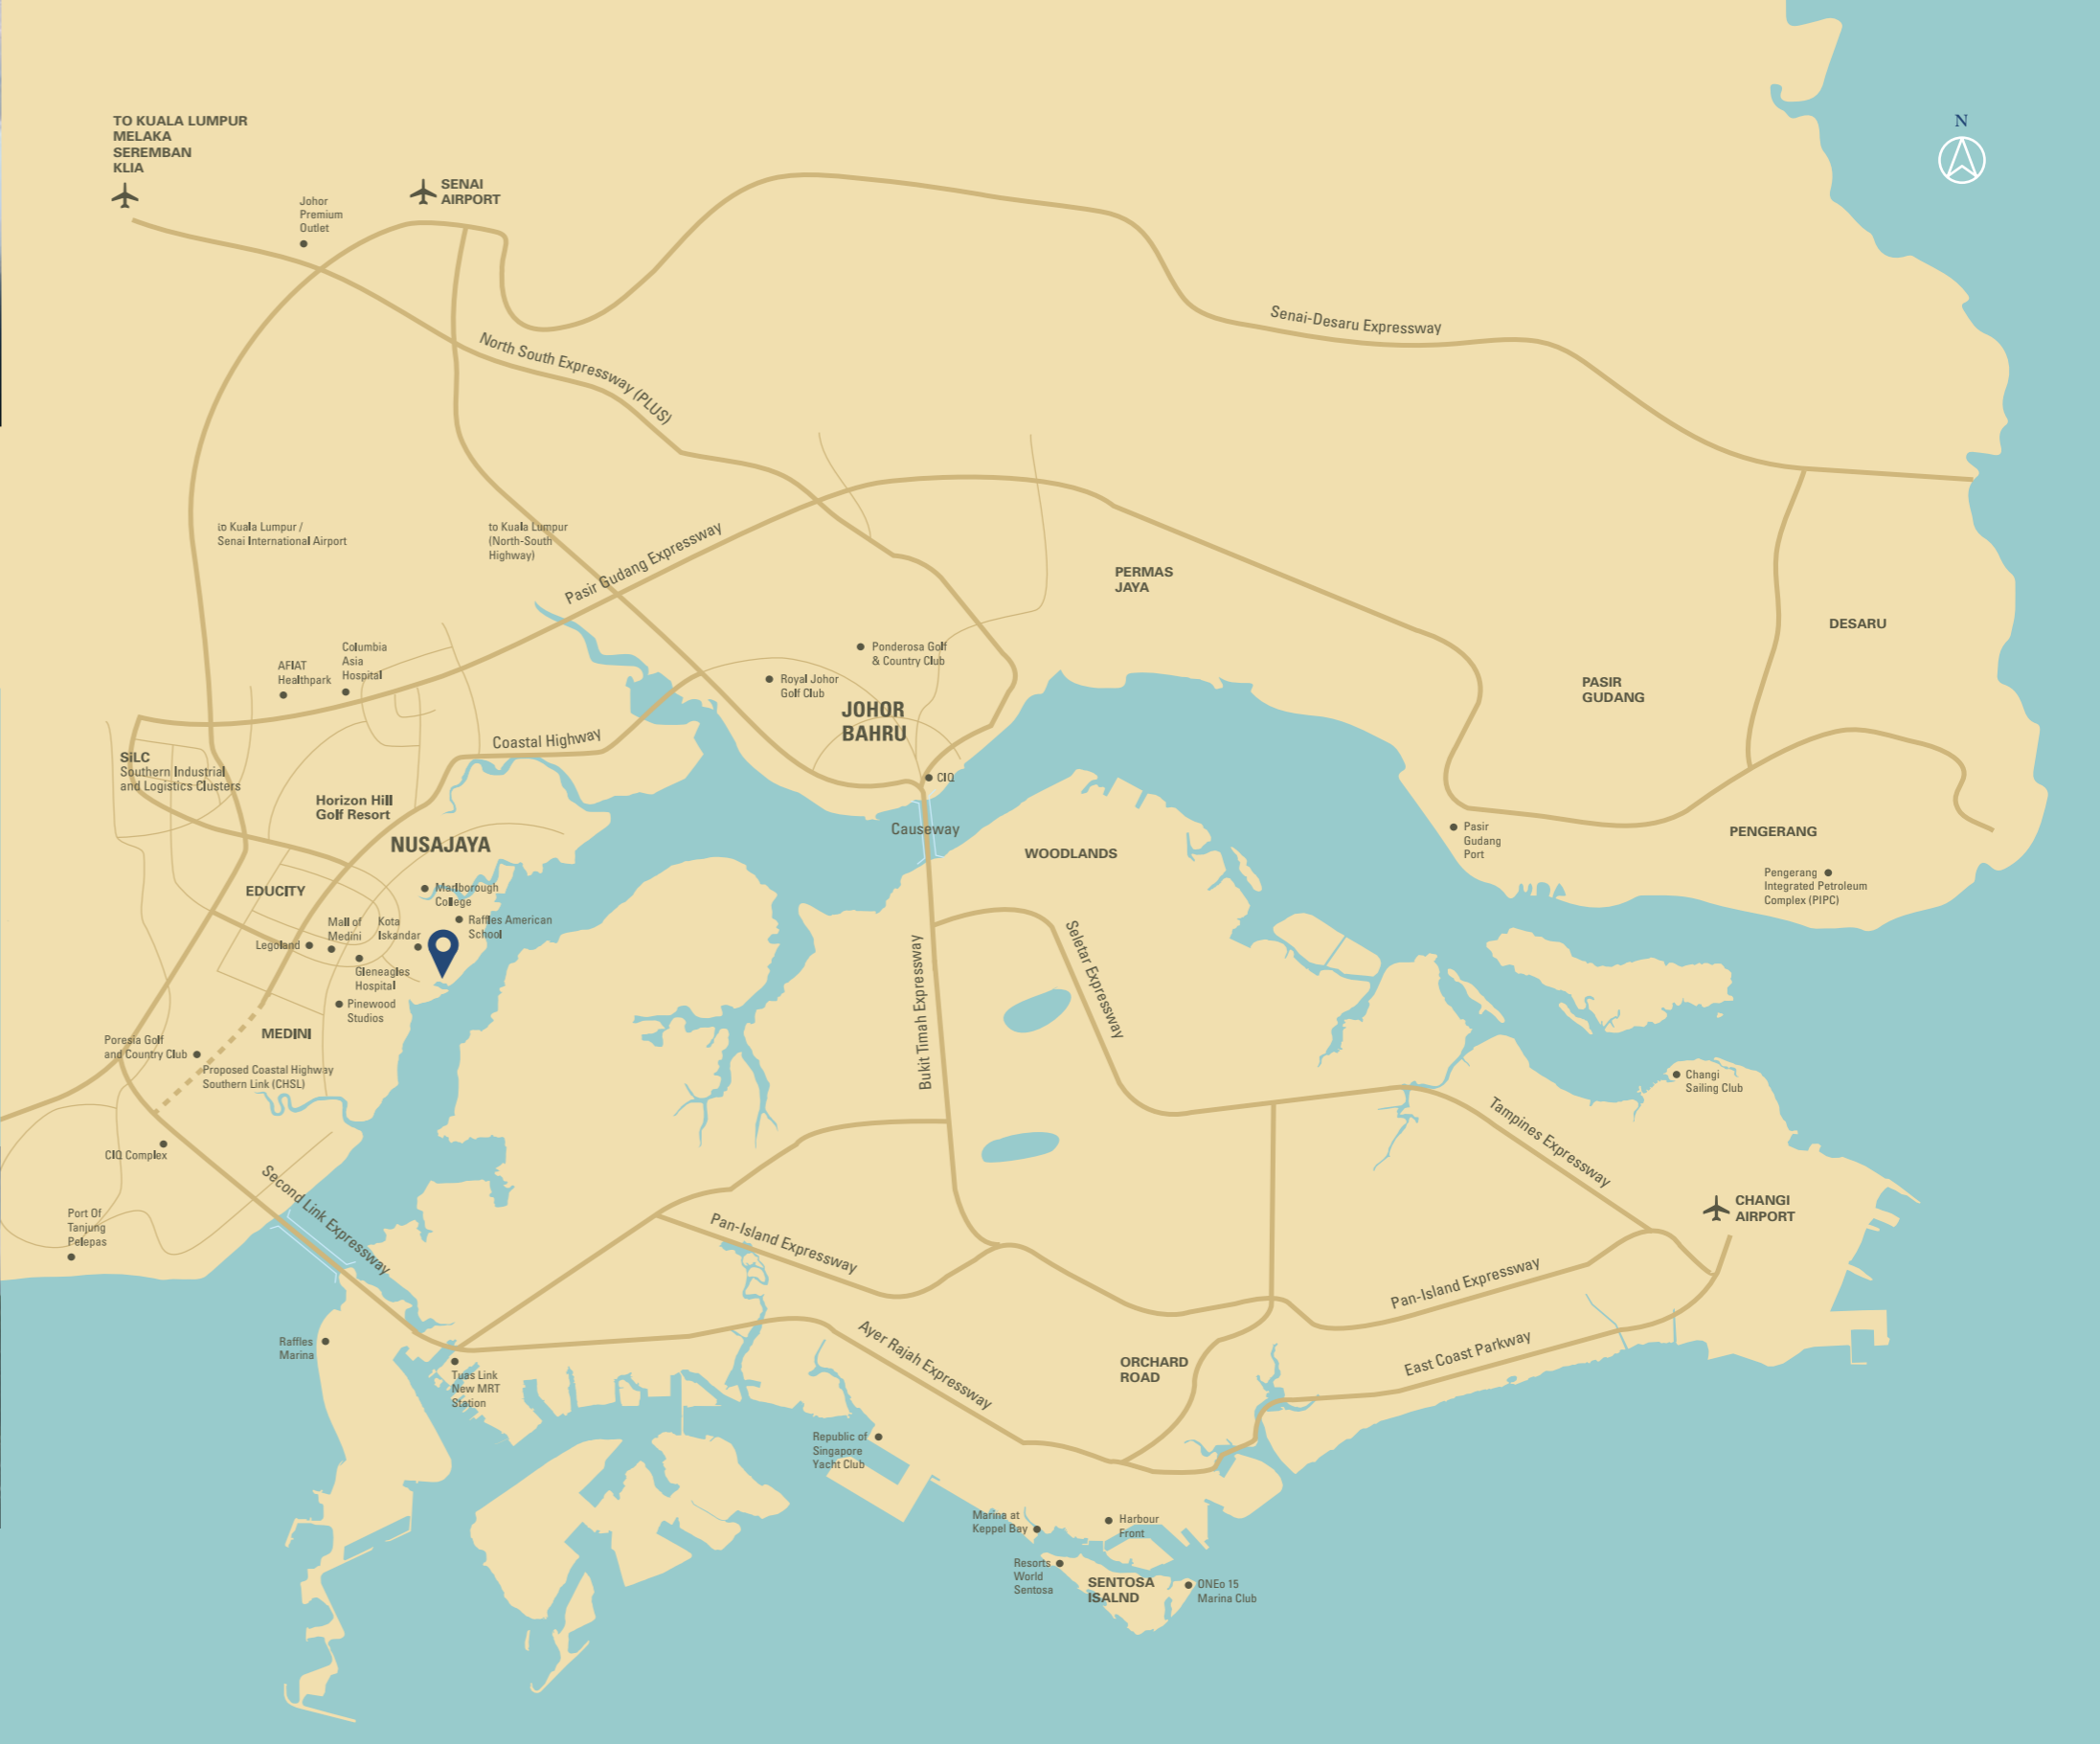 N
TO KUALA LUMPUR
MELAKA
SEREMBAN
KLIA
SENAI
AIRPORT
Johor
Premium
Outlet
Senai-Desaru Expressway
North South Expressway (PLUS)
to Kuala Lumpur /
Senai International Airport
to Kuala Lumpur
(North-South
Highway)
Pasir Gudang Expressway
PERMAS
JAYA
DESARU
Columbia
Asia
Hospital
AFIAT
Healthpark
Ponderosa Golf
& Country Club
Royal Johor
Golf Club
PASIR
GUDANG
JOHOR
BAHRU
Coastal Highway
SiLC
Southern Industrial
and Logistics Clusters
CIQ
Horizon Hill
Golf Resort
Causeway
NUSAJAYA
WOODLANDS
Pasir
Gudang
Port
PENGERANG
Pengerang
Integrated Petroleum
Complex (PIPC)
EDUCITY
Marlborough
College
Mall of
Medini
Kota
Iskandar
Raffles American
School
Legoland
Gleneagles
Hospital
Pinewood
Studios
Bukit Timah Expressway
Seletar Expressway
MEDINI
Poresia Golf
and Country Club
Proposed Coastal Highway
Southern Link (CHSL)
Changi
Sailing Club
Tampines Expressway
CIQ Complex
Second Link Expressway
CHANGI
AIRPORT
Port Of
Tanjung
Pelepas
Pan-Island Expressway
Pan-Island Expressway
Raffles
Marina
Ayer Rajah Expressway
East Coast Parkway
ORCHARD
ROAD
Tuas Link
New MRT
Station
Republic of
Singapore
Yacht Club
Marina at
Keppel Bay
Harbour
Front
Resorts
World
Sentosa
SENTOSA
ISALND
ONEo 15
Marina Club